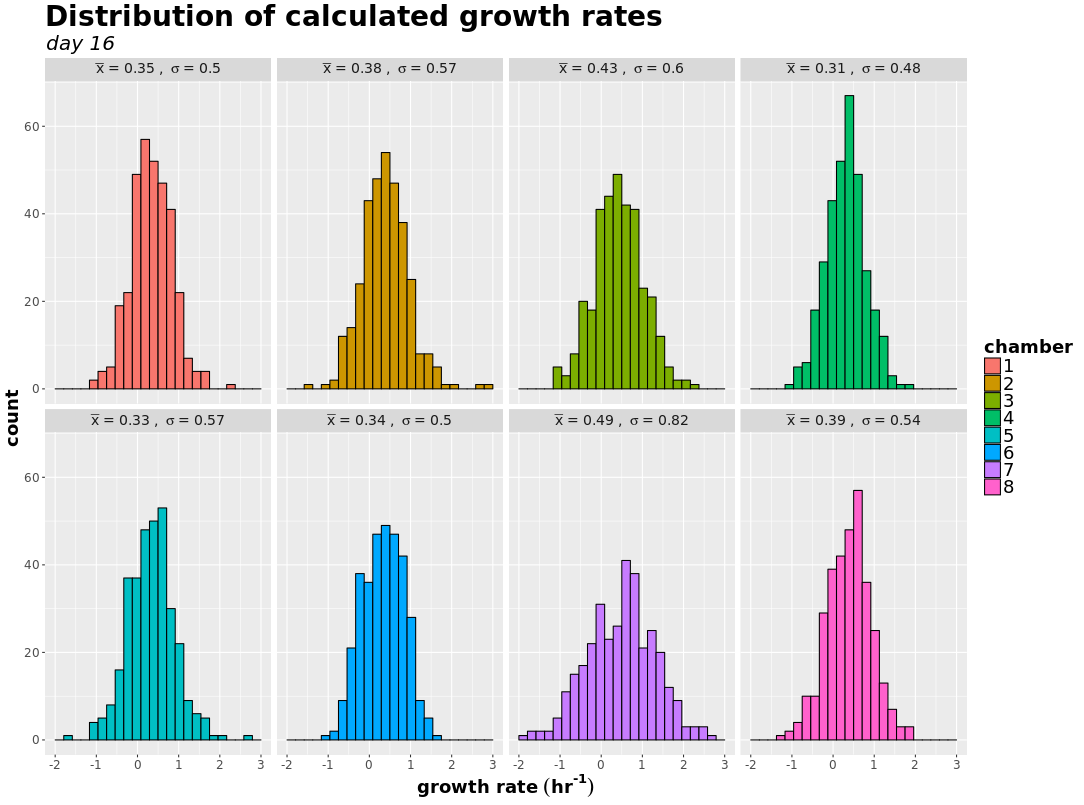 Distribution of calculated growth rates
day 16
x̅ = 0.35 , σ = 0.5
x̅ = 0.38 , σ = 0.57
x̅ = 0.43 , σ = 0.6
x̅ = 0.31 , σ = 0.48
60
40
20
0
x̅ = 0.33 , σ = 0.57
x̅ = 0.34 , σ = 0.5
x̅ = 0.49 , σ = 0.82
x̅ = 0.39 , σ = 0.54
60
40
20
0
-2 -1 0 1 2 3
-2 -1 0 1 2 3
-2 -1 0 1 2 3
-2 -1 0 1 2 3
growth rate (hr⁻¹)
count
chamber
1
2
3
4
5
6
7
8